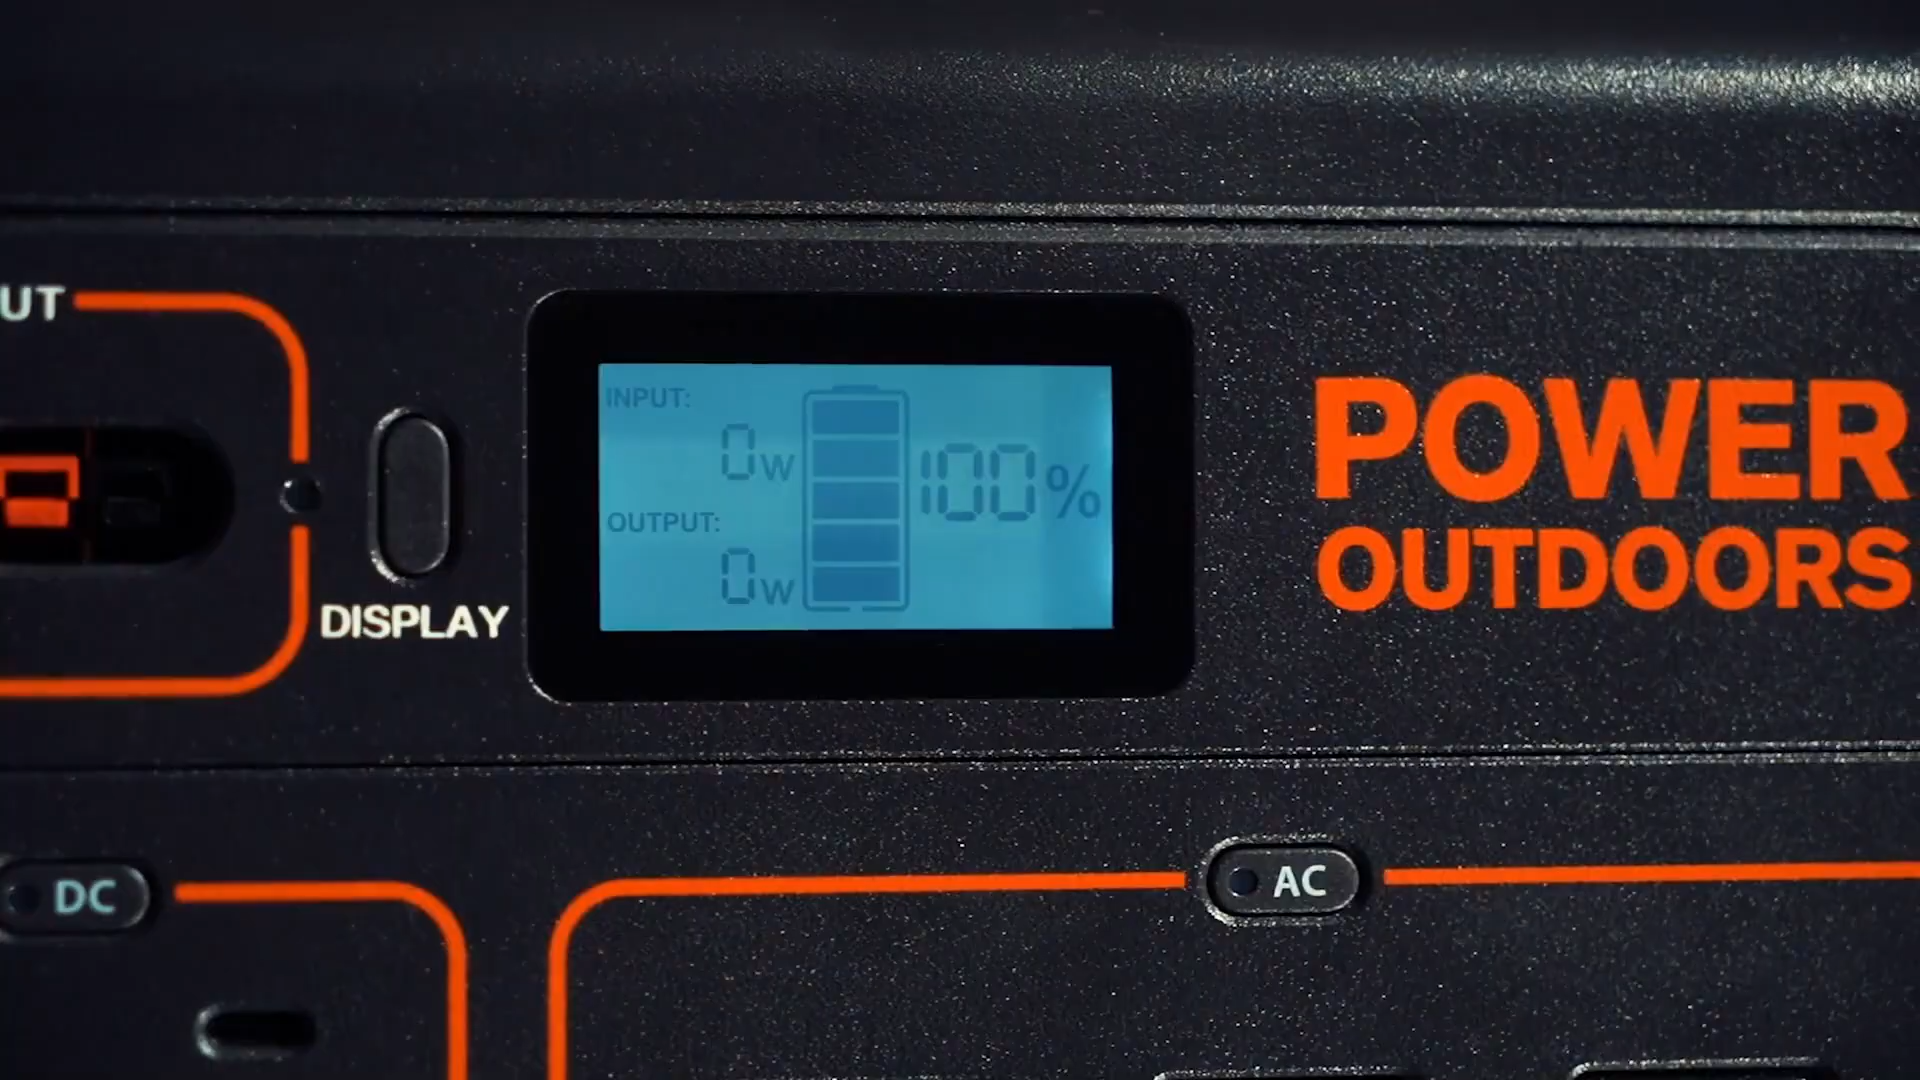 UT
DISPLAY
INPUT:
0W
OUTPUT:
0W
100%
POWER
OUTDOORS
DC
AC